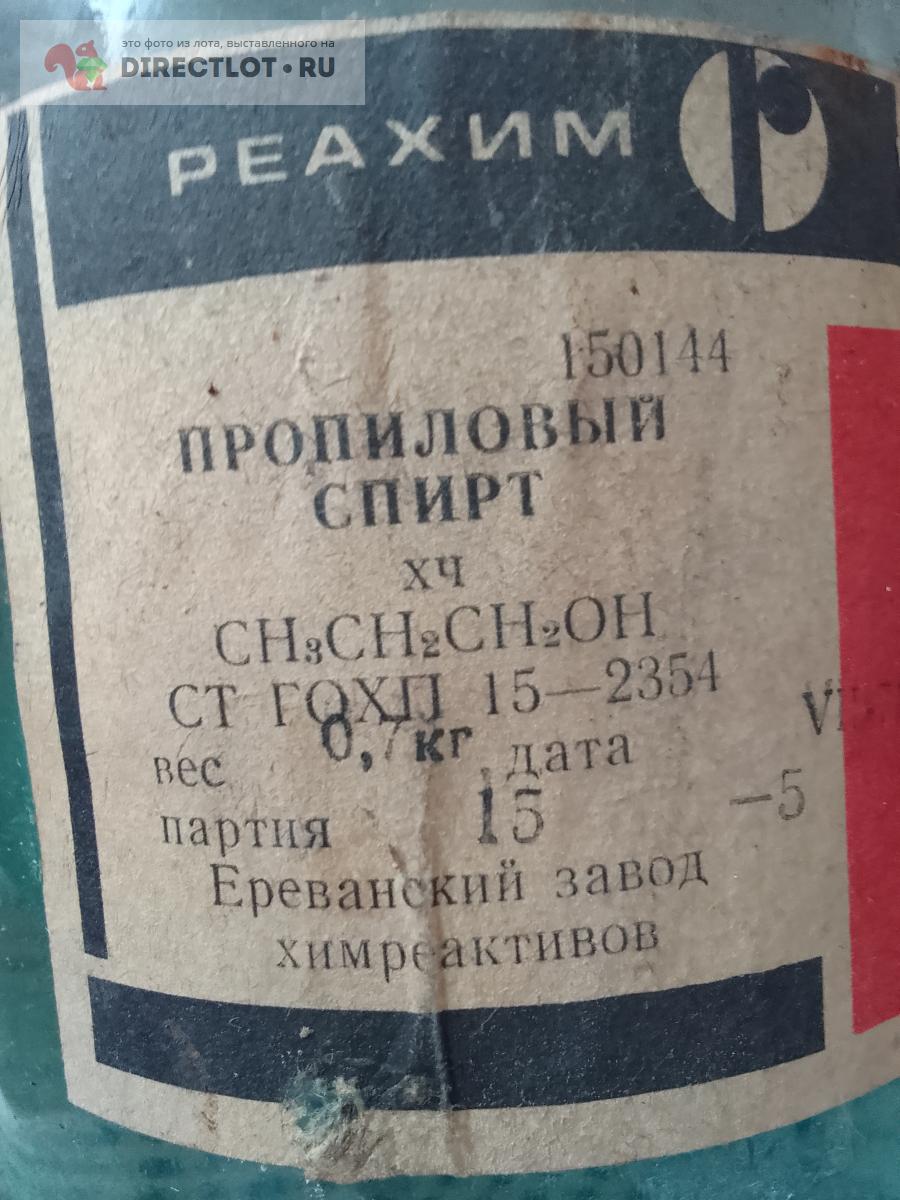 это фото из лота, выставленного на
DIRECTLOT•RU
РЕАХИМ
150144
ПРОПИЛОВЫЙ
СПИРТ
ХЧ
CH₃CH₂CH₂OH
СТ ГОХП 15—2354
вес 0,7кг дата
партия 15 —5
Ереванский завод
химреактивов